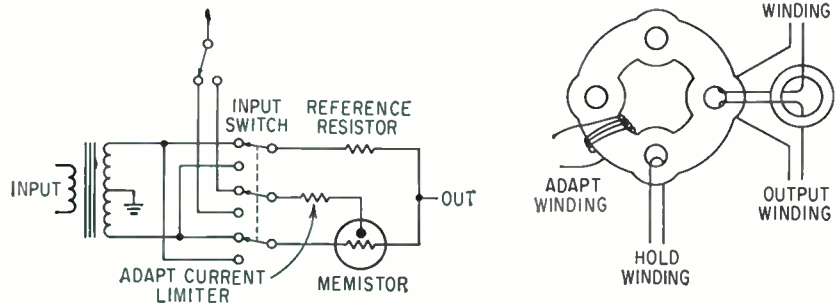 INPUT
SWITCH
REFERENCE
RESISTOR
INPUT
OUT
ADAPT CURRENT
LIMITER
MEMISTOR
WINDING
ADAPT
WINDING
OUTPUT
WINDING
HOLD
WINDING